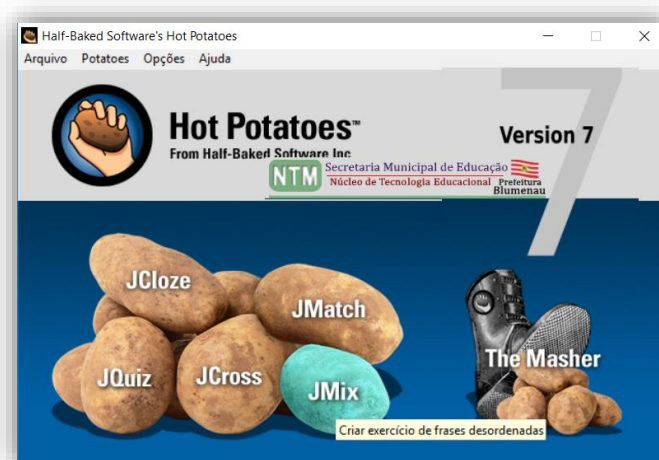 Half-Baked Software's Hot Potatoes
Arquivo Potatoes Opções Ajuda
7
Hot Potatoes™
From Half-Baked Software Inc
Version 7
NTM
Secretaria Municipal de Educação
Núcleo de Tecnologia Educacional
Prefeitura
Blumenau
JCloze
JMatch
JQuiz
JCross
JMix
The Masher
Criar exercício de frases desordenadas